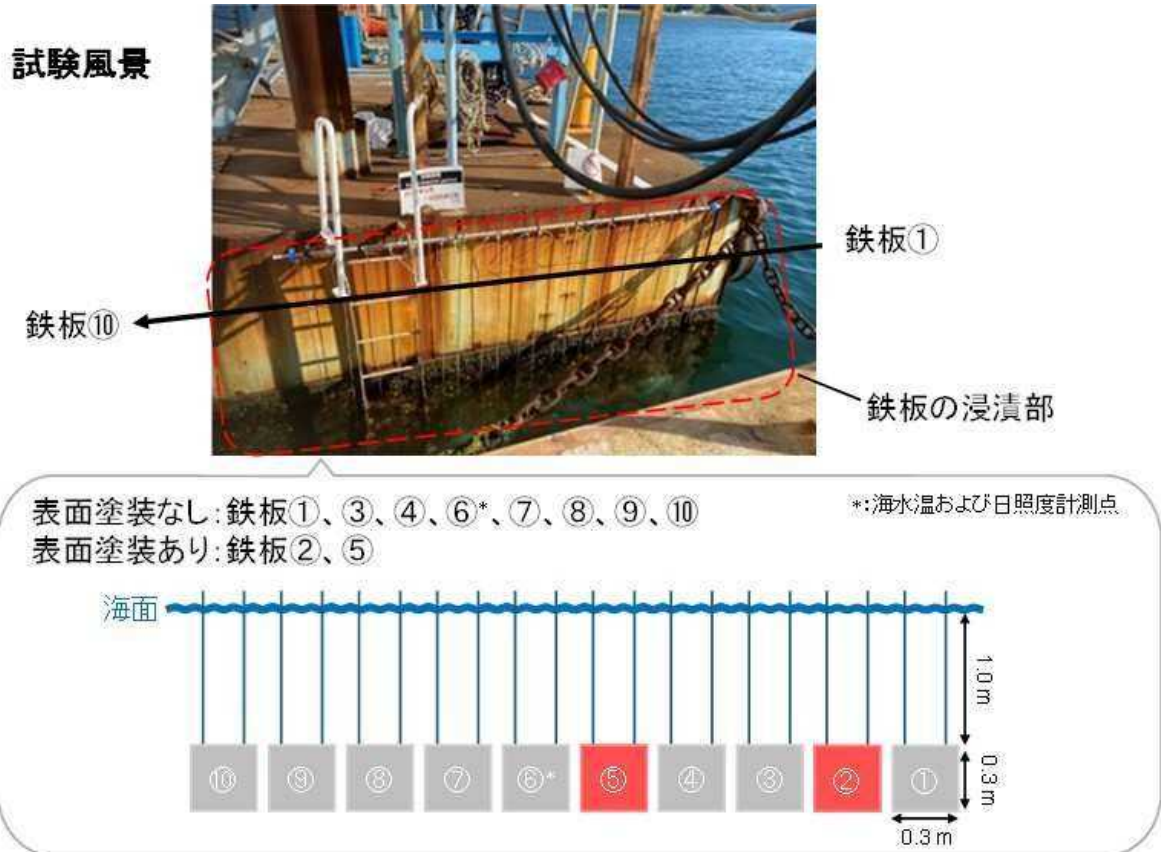 試験風景
鉄板①
鉄板⑩
鉄板の浸漬部
表面塗装なし:鉄板①、③、④、⑥*、⑦、⑧、⑨、⑩
*:海水温および日照度計測点
表面塗装あり:鉄板②、⑤
海面
1.0 m
⑩ ⑨ ⑧ ⑦ ⑥* ⑤ ④ ③ ② ①
0.3 m
0.3 m